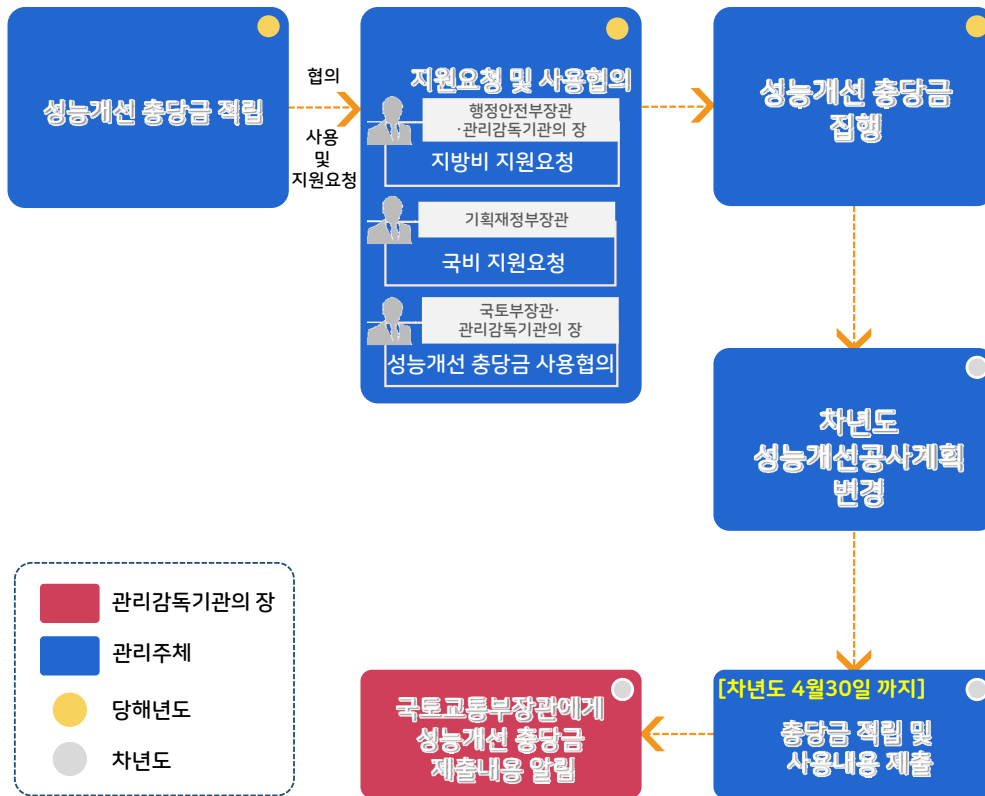 성능개선 충당금 적립
협의
사용
및
지원요청
지원요청 및 사용협의
행정안전부장관
·관리감독기관의 장
지방비 지원요청
기획재정부장관
국비 지원요청
국토부장관·
관리감독기관의 장
성능개선 충당금 사용협의
성능개선 충당금
집행
차년도
성능개선공사계획
변경
[차년도 4월30일 까지]
충당금 적립 및
사용내용 제출
국토교통부장관에게
성능개선 충당금
제출내용 알림
관리감독기관의 장
관리주체
당해년도
차년도